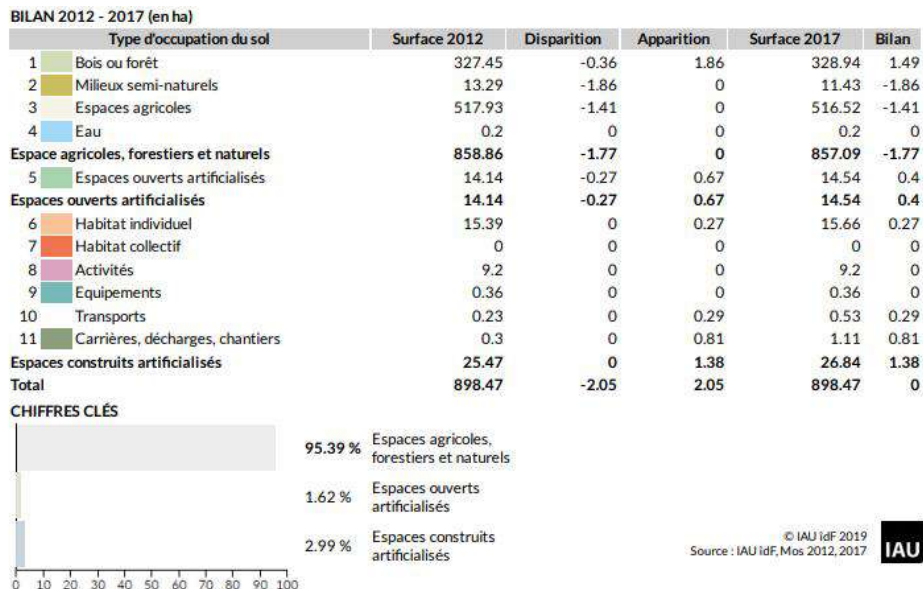 BILAN 2012 - 2017 (en ha)
Type d'occupation du sol Surface 2012 Disparition Apparition Surface 2017 Bilan
1 Bois ou forêt 327.45 -0.36 1.86 328.94 1.49
2 Milieux semi-naturels 13.29 -1.86 0 11.43 -1.86
3 Espaces agricoles 517.93 -1.41 0 516.52 -1.41
4 Eau 0.2 0 0 0.2 0
Espace agricoles, forestiers et naturels 858.86 -1.77 0 857.09 -1.77
5 Espaces ouverts artificialisés 14.14 -0.27 0.67 14.54 0.4
Espaces ouverts artificialisés 14.14 -0.27 0.67 14.54 0.4
6 Habitat individuel 15.39 0 0.27 15.66 0.27
7 Habitat collectif 0 0 0 0 0
8 Activités 9.2 0 0 9.2 0
9 Equipements 0.36 0 0 0.36 0
10 Transports 0.23 0 0.29 0.53 0.29
11 Carrières, décharges, chantiers 0.3 0 0.81 1.11 0.81
Espaces construits artificialisés 25.47 0 1.38 26.84 1.38
Total 898.47 -2.05 2.05 898.47 0
CHIFFRES CLÉS
95.39 % Espaces agricoles,
forestiers et naturels
1.62 % Espaces ouverts
artificialisés
2.99 % Espaces construits
artificialisés
0 10 20 30 40 50 60 70 80 90 100
© IAU îdF 2019
Source : IAU îdF, Mos 2012, 2017
IAU